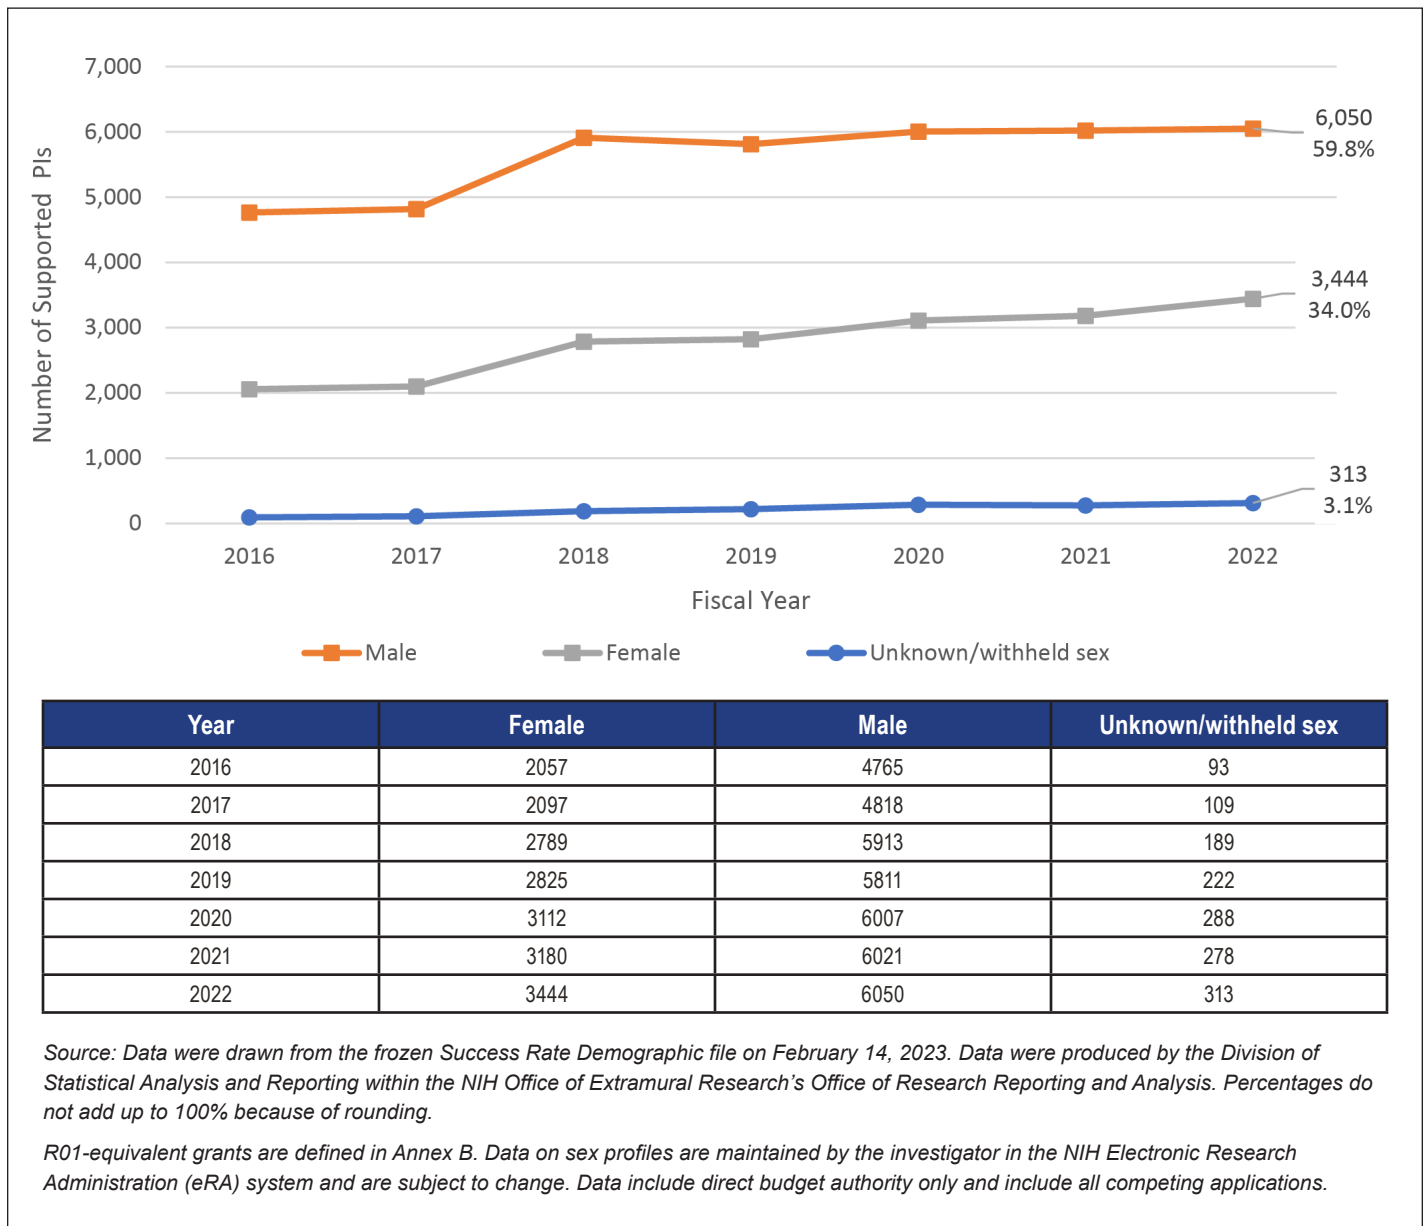 7,000
6,000
5,000
4,000
3,000
2,000
1,000
0
Number of Supported PIs
6,050
59.8%
3,444
34.0%
313
3.1%
2016 2017 2018 2019 2020 2021 2022
Fiscal Year
Male Female Unknown/withheld sex
Year Female Male Unknown/withheld sex
2016 2057 4765 93
2017 2097 4818 109
2018 2789 5913 189
2019 2825 5811 222
2020 3112 6007 288
2021 3180 6021 278
2022 3444 6050 313
Source: Data were drawn from the frozen Success Rate Demographic file on February 14, 2023. Data were produced by the Division of
Statistical Analysis and Reporting within the NIH Office of Extramural Research's Office of Research Reporting and Analysis. Percentages do
not add up to 100% because of rounding.
R01-equivalent grants are defined in Annex B. Data on sex profiles are maintained by the investigator in the NIH Electronic Research
Administration (eRA) system and are subject to change. Data include direct budget authority only and include all competing applications.